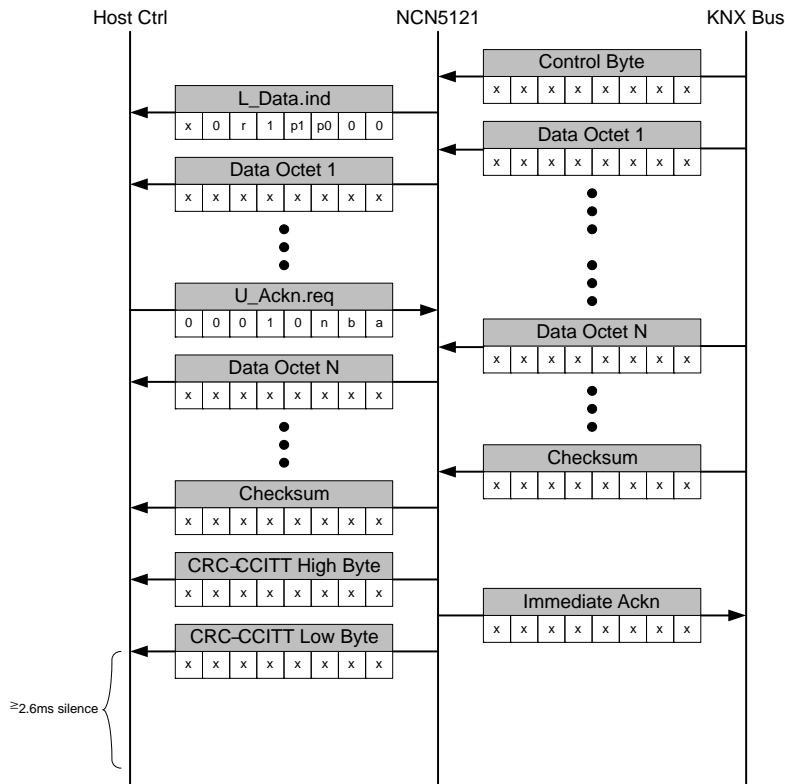 Host Ctrl NCN5121 KNX Bus
Control Byte
x x x x x x x x
L_Data.ind
x 0 r 1 p1 p0 0 0
Data Octet 1
x x x x x x x x
Data Octet 1
x x x x x x x x
U_Ackn.req
0 0 0 1 0 n b a
Data Octet N
x x x x x x x x
Data Octet N
x x x x x x x x
Checksum
x x x x x x x x
Checksum
x x x x x x x x
CRC-CCITT High Byte
x x x x x x x x
Immediate Ackn
x x x x x x x x
CRC-CCITT Low Byte
x x x x x x x x
≥2.6ms silence